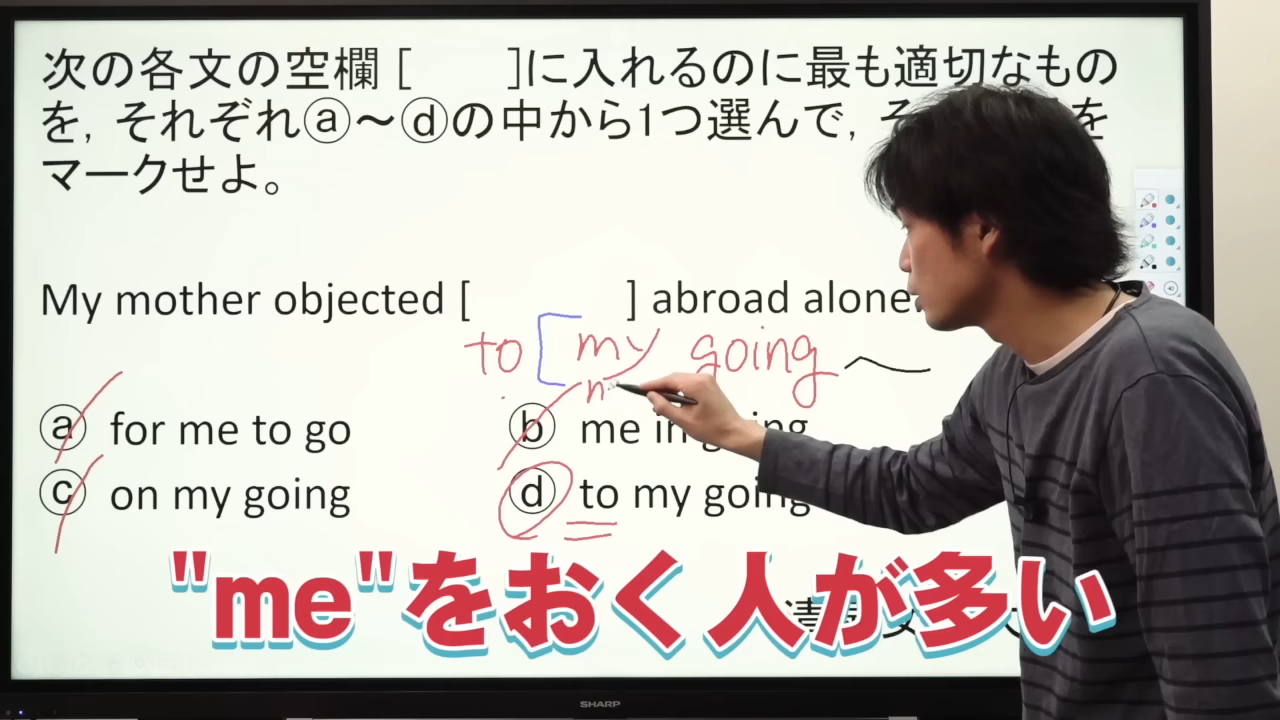 次の各文の空欄 [ ]に入れるのに最も適切なもの
を, それぞれⓐ～ⓓの中から1つ選んで, そ を
マークせよ。
My mother objected [ ] abroad alone.
to [ my going
ⓐ for me to go
ⓑ me in going
ⓒ on my going
ⓓ to my going
"me"をおく人が多い
SHARP